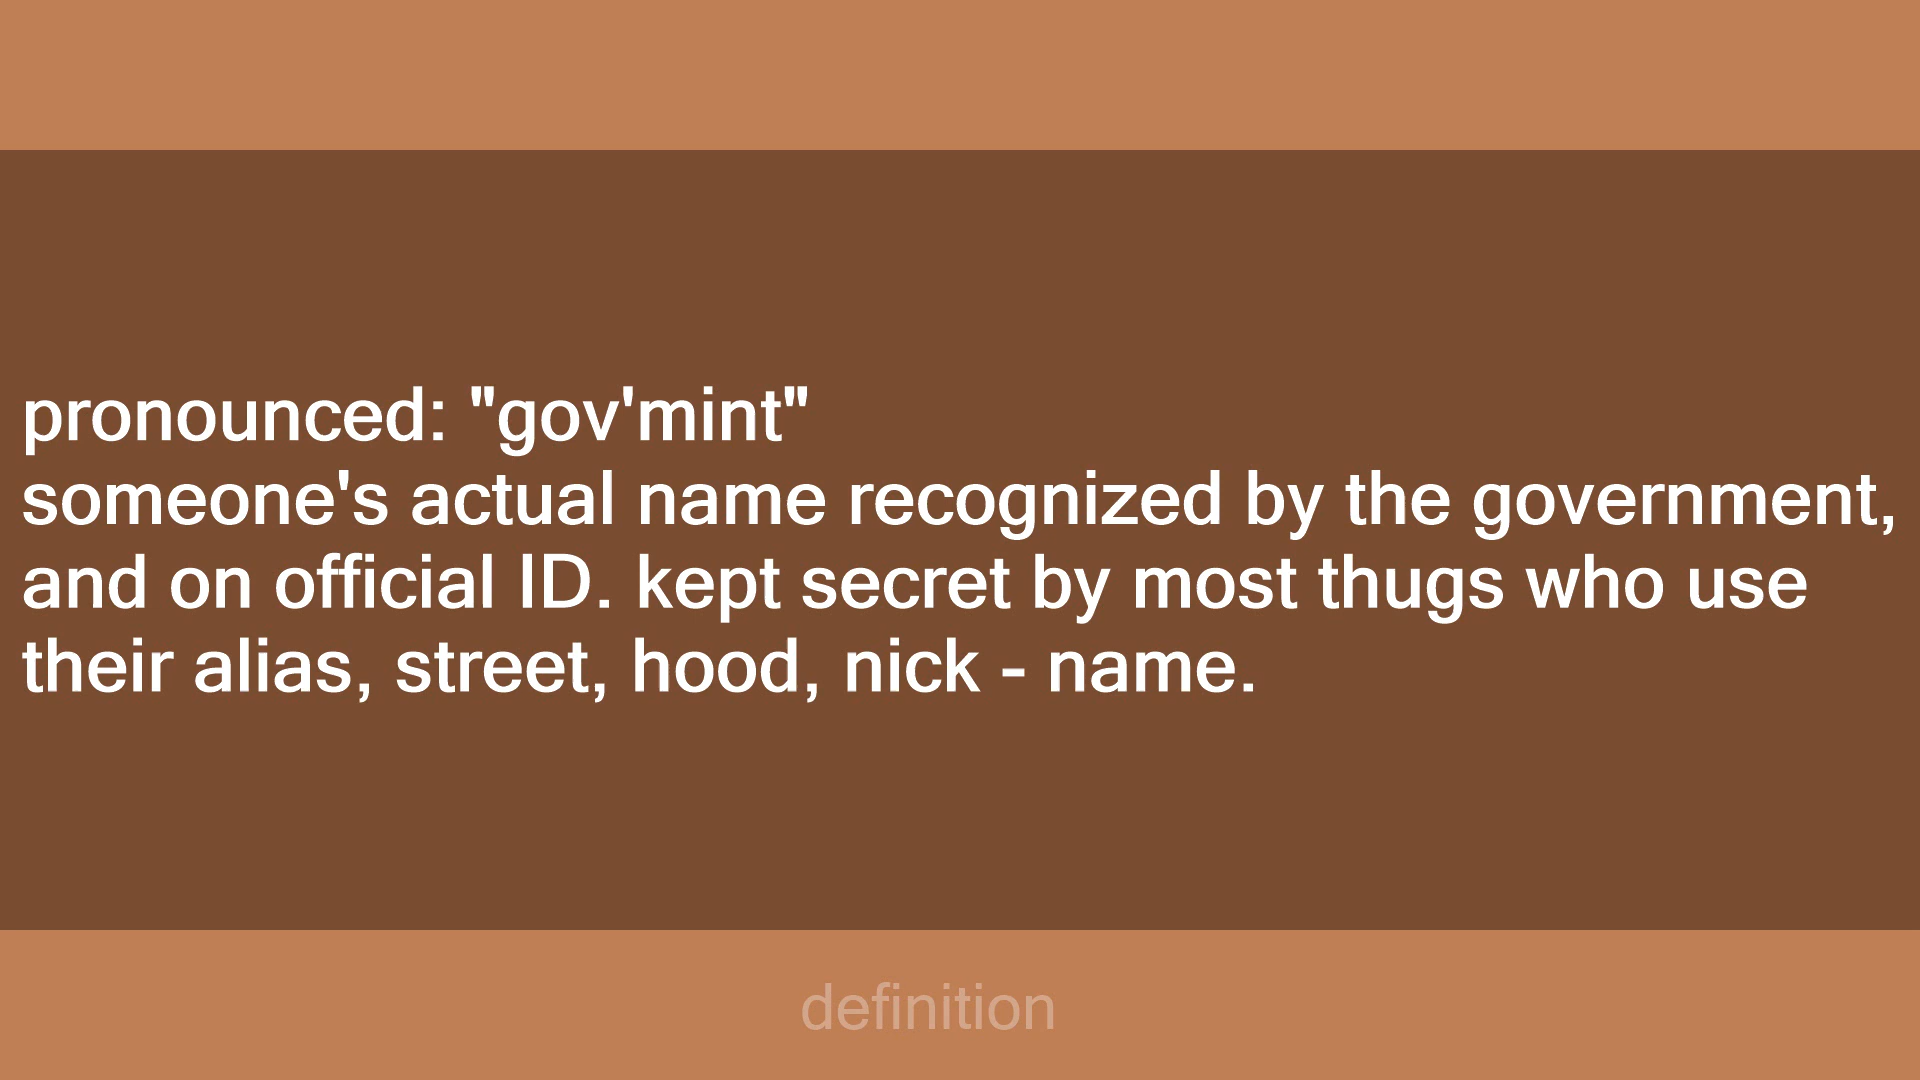 pronounced: "gov'mint"
someone's actual name recognized by the government,
and on official ID. kept secret by most thugs who use
their alias, street, hood, nick - name.
definition